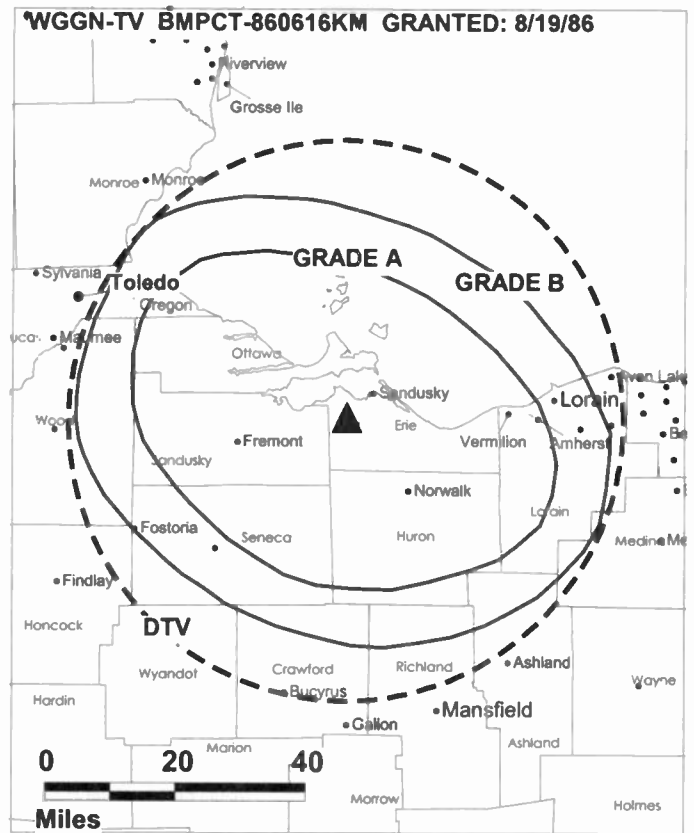 WGGN-TV BMPCT-860616KM GRANTED: 8/19/86
Riverview
Grosse Ile
Monroe Monroe
GRADE A
Sylvania
Toledo
GRADE B
Oregon
Maumee
Ottawa
Sandusky
Lorain
Wood
Erie
Fremont
Vermilion
Amherst
Sandusky
Norwalk
Lorain
Fostoria
Seneca
Huron
Medina
Findlay
Honcock
DTV
Wyandot
Crawford
Richland
Ashland
Wayne
Bucyrus
Hardin
Mansfield
Galion
Marion
Ashland
0 20 40
Morrow
Holmes
Miles